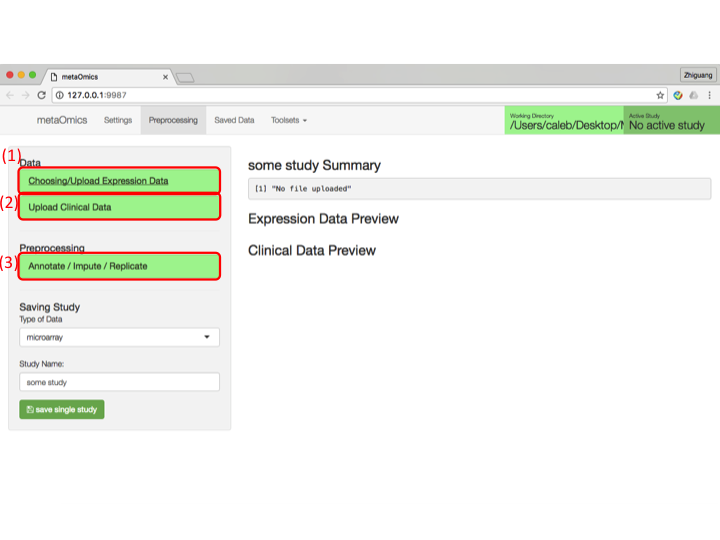 metaOmics
Zhiguang
127.0.0.1:9987
metaOmics Settings Preprocessing Saved Data Toolsets
Working Directory
/Users/caleb/Desktop/
Active Study
No active study
(1)
Data
Choosing/Upload Expression Data
(2)
Upload Clinical Data
Preprocessing
(3)
Annotate / Impute / Replicate
Saving Study
Type of Data
microarray
Study Name:
some study
save single study
some study Summary
[1] "No file uploaded"
Expression Data Preview
Clinical Data Preview